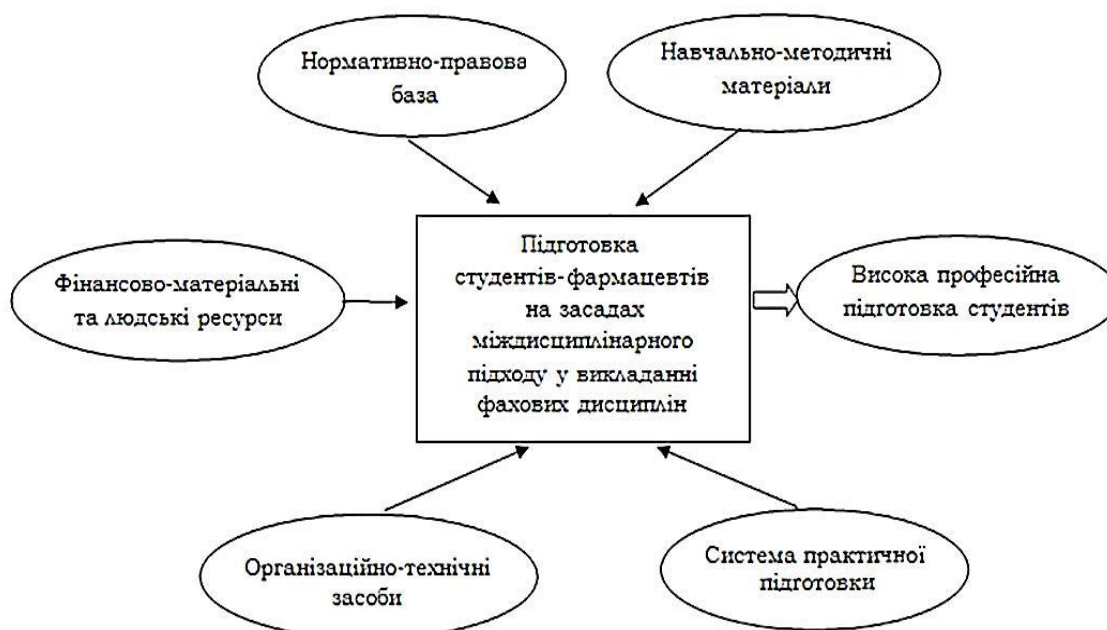 Нормативно-правова
база
Навчально-методичні
матеріали
Фінансово-матеріальні
та людські ресурси
Підготовка
студентів-фармацевтів
на засадах
міждисциплінарного
підходу у викладанні
фахових дисциплін
Висока професійна
підготовка студентів
Організаційно-технічні
засоби
Система практичної
підготовки